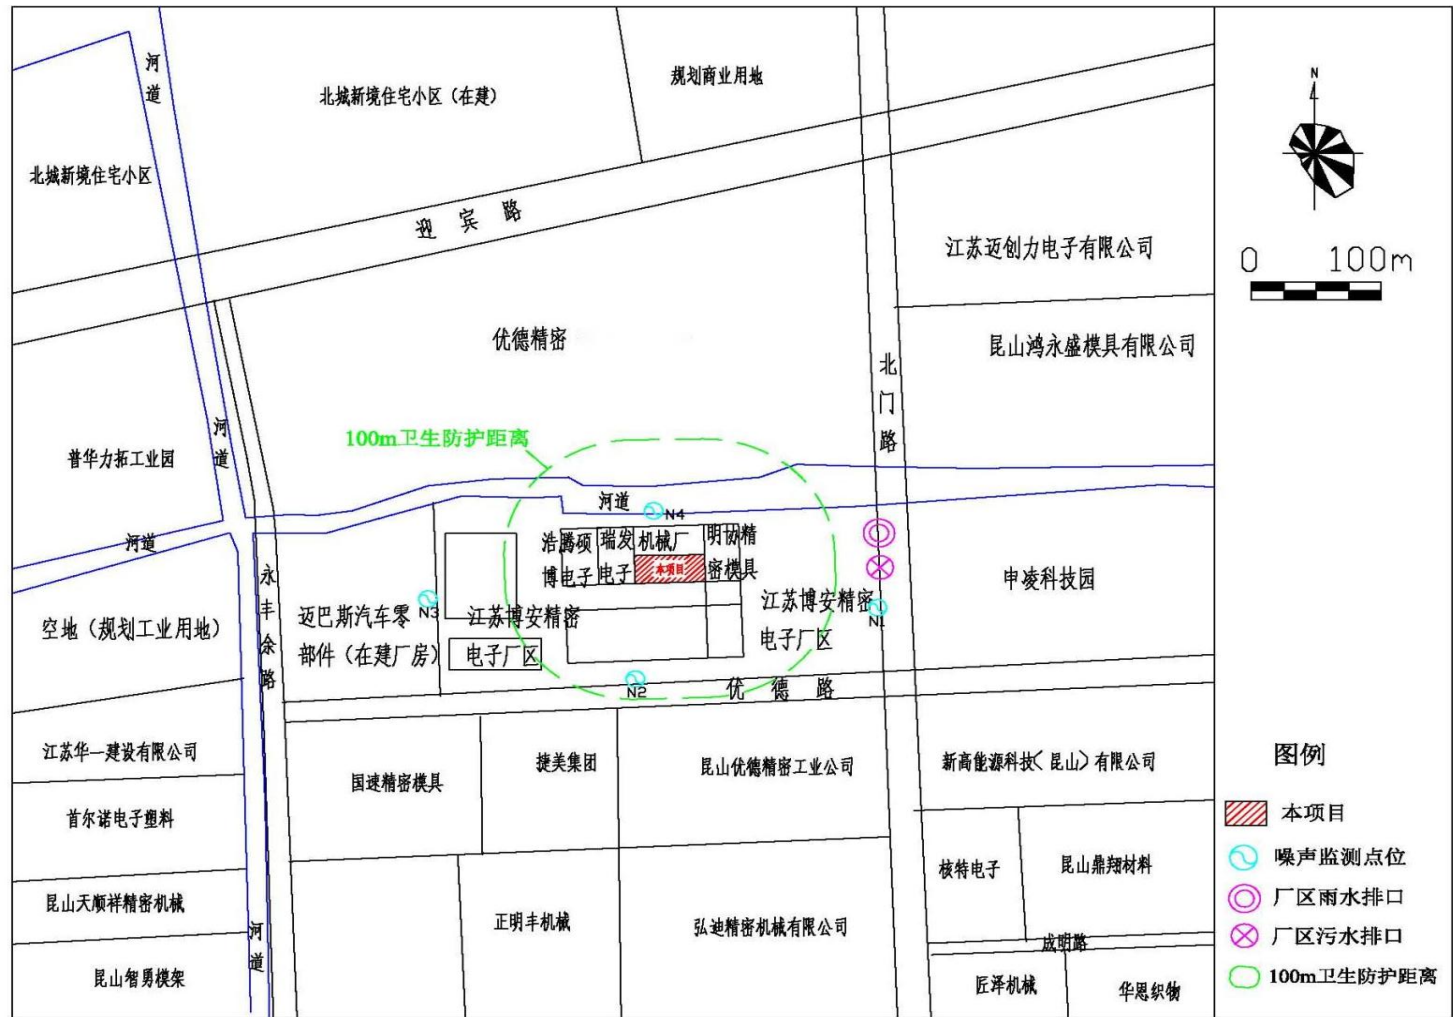 河道
北城新境住宅小区（在建）
规划商业用地
N
北城新境住宅小区
迎宾路
江苏迈创力电子有限公司
0 100m
优德精密
昆山鸿永盛模具有限公司
北门路
100m卫生防护距离
河道
普华力拓工业园
河道
N4
河道
浩腾硕
博电子
瑞发
电子
机械厂
本项目
明协精
密模具
永丰余路
申凌科技园
空地（规划工业用地）
迈巴斯汽车零
部件（在建厂房）
N3
江苏博安精密
电子厂区
江苏博安精密
电子厂区
N1
N2
优德路
江苏华一建设有限公司
国速精密模具
捷美集团
昆山优德精密工业公司
新高能源科技（昆山）有限公司
首尔诺电子塑料
核特电子
昆山鼎翔材料
昆山天顺祥精密机械
正明丰机械
弘迪精密机械有限公司
河道
成明路
昆山智勇模架
匠泽机械
华恩织物
图例
本项目
噪声监测点位
厂区雨水排口
厂区污水排口
100m卫生防护距离